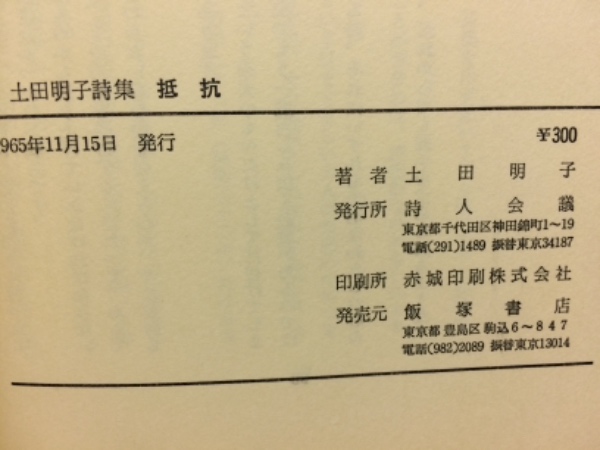 土田明子詩集 抵抗
965年11月15日 発行
¥300
著者 土田明子
発行所 詩人会議
東京都千代田区神田錦町1〜19
電話(291)1489 振替東京34187
印刷所 赤城印刷株式会社
発売元 飯塚書店
東京都豊島区駒込6〜847
電話(982)2089 振替東京13014